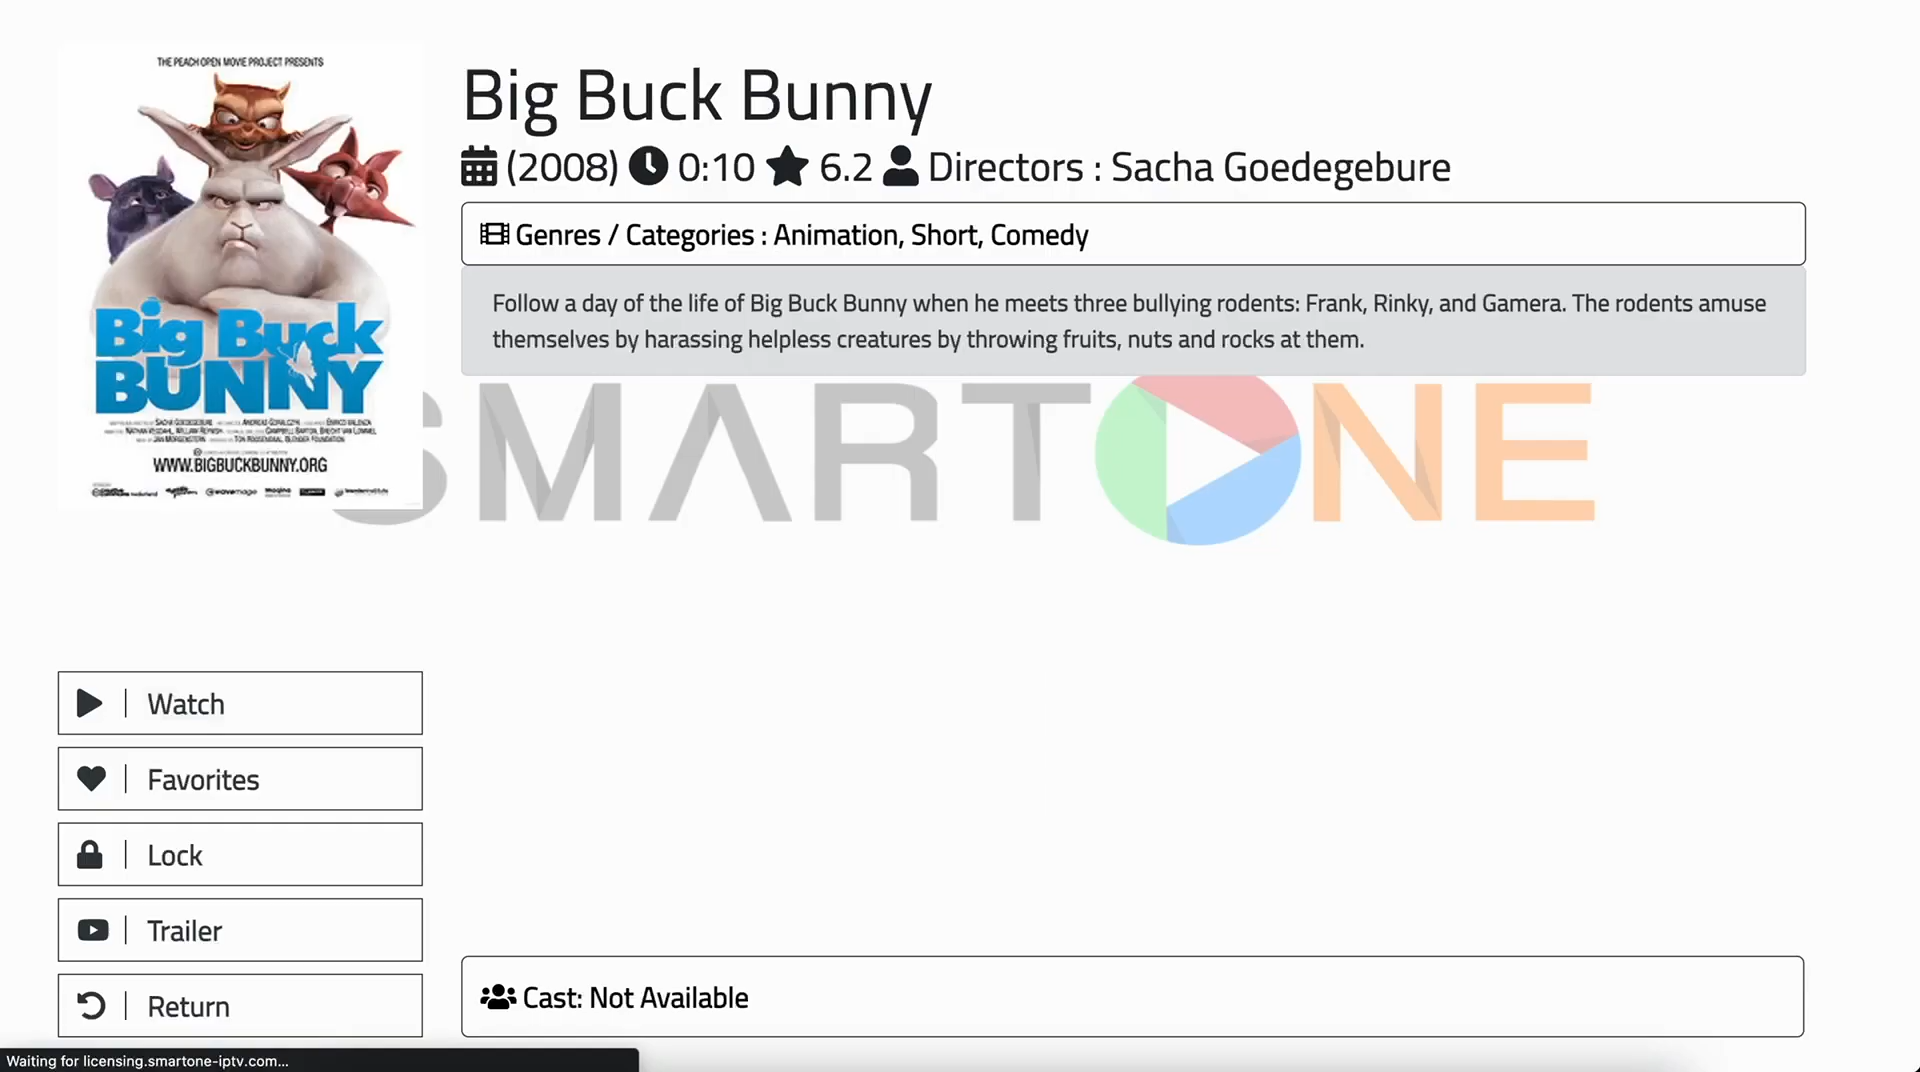 THE PEACH OPEN MOVIE PROJECT PRESENTS
Big Buck
BUNNY
WWW.BIGBUCKBUNNY.ORG
Big Buck Bunny
(2008) 0:10 6.2 Directors : Sacha Goedegebure
Genres / Categories : Animation, Short, Comedy
Follow a day of the life of Big Buck Bunny when he meets three bullying rodents: Frank, Rinky, and Gamera. The rodents amuse
themselves by harassing helpless creatures by throwing fruits, nuts and rocks at them.
SMARTONE
Watch
Favorites
Lock
Trailer
Return
Cast: Not Available
Waiting for licensing.smartone-iptv.com...